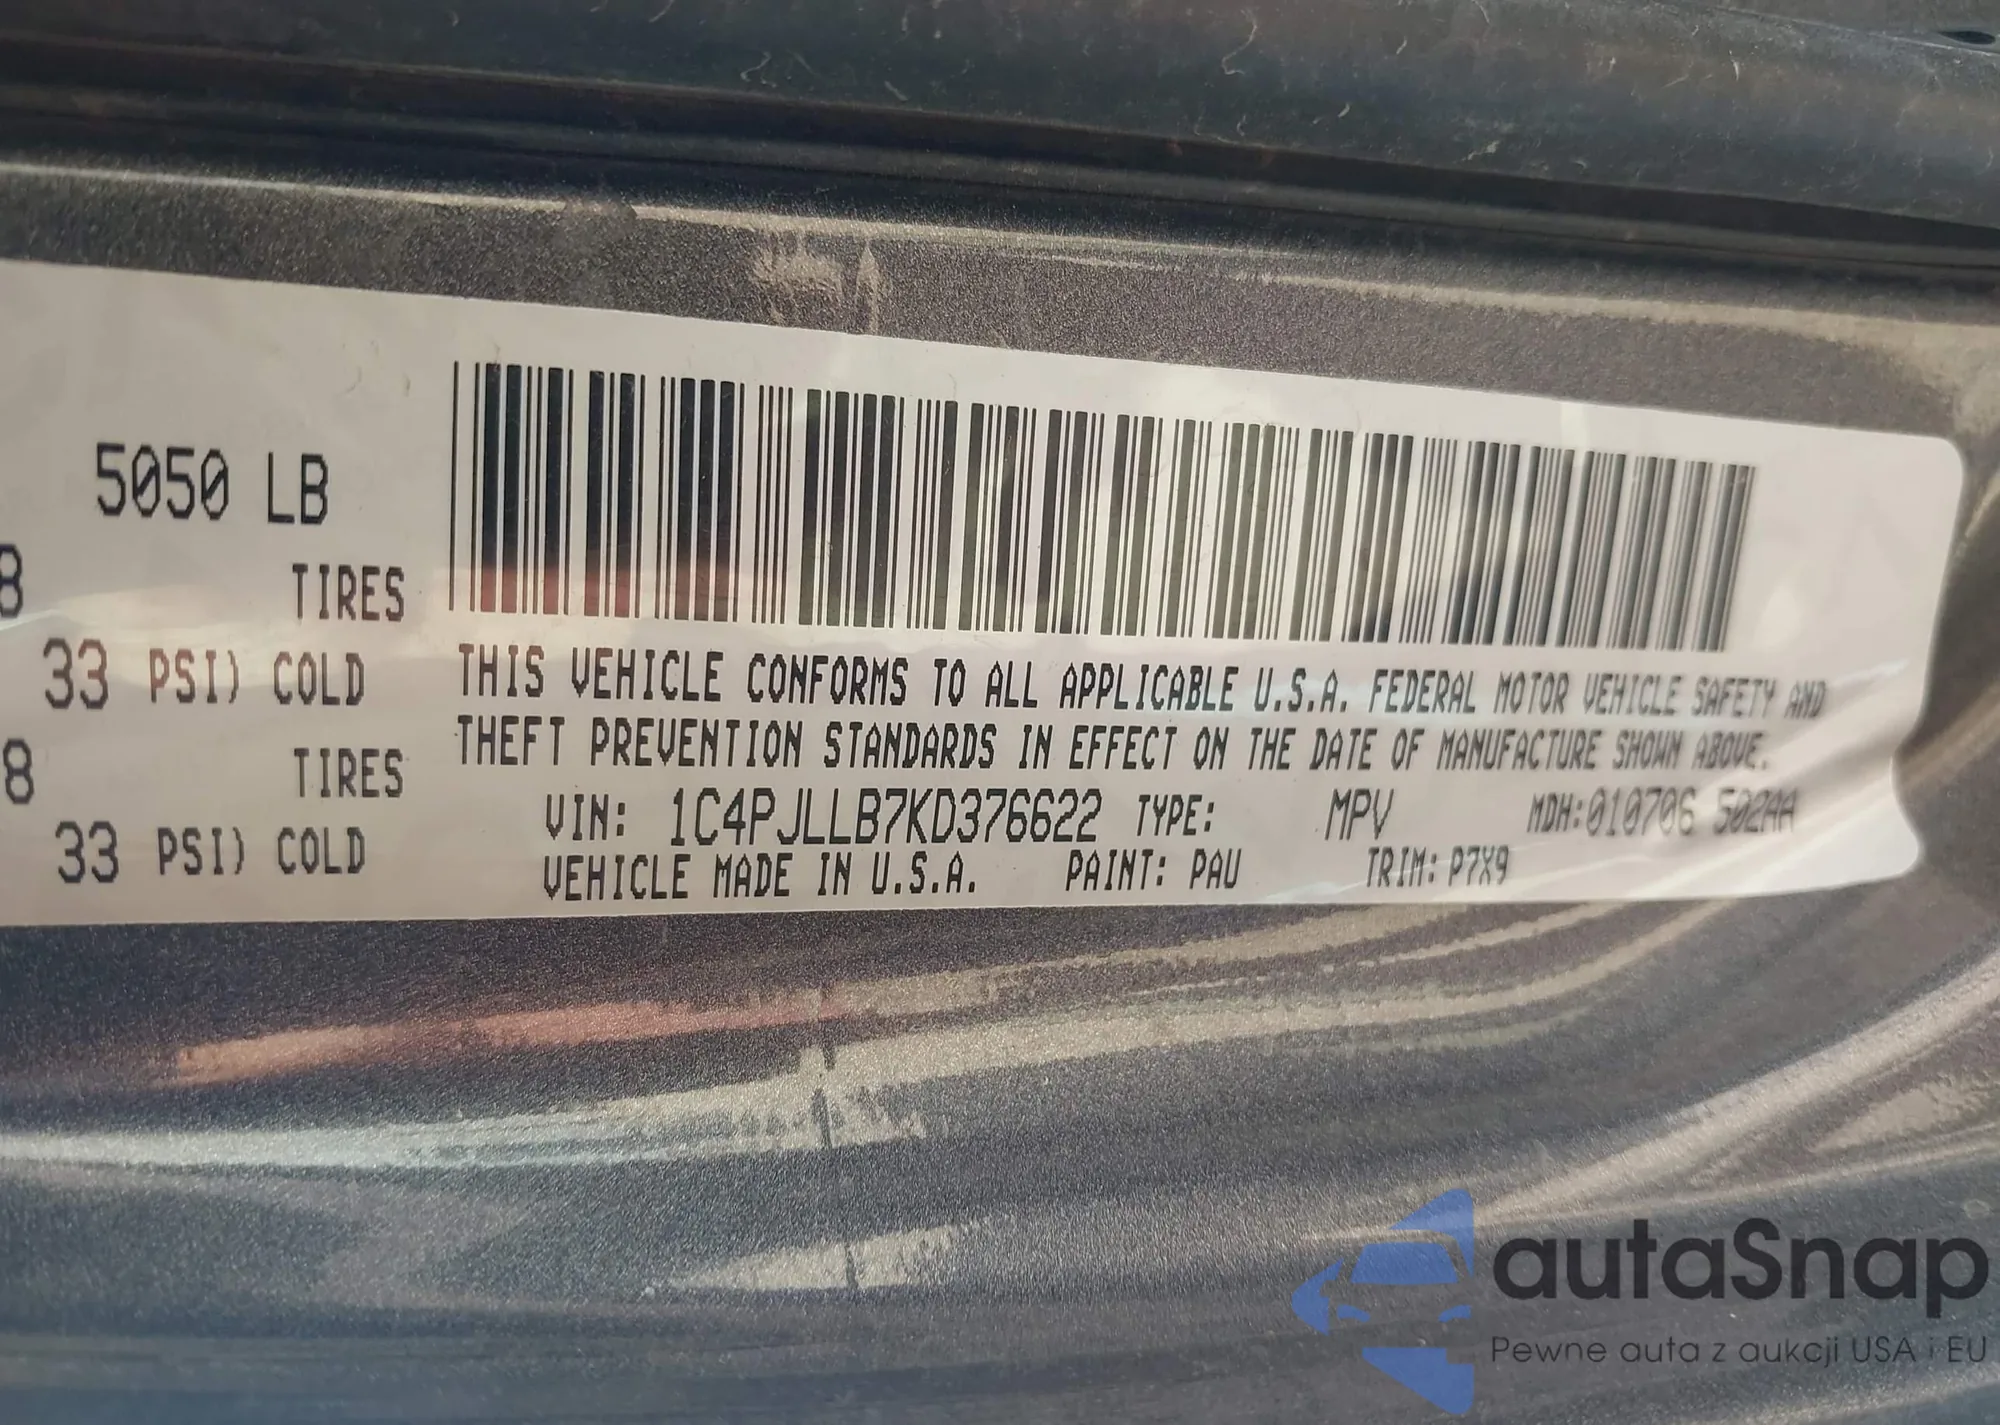 5050 LB
8 TIRES
33 PSI) COLD
8 TIRES
33 PSI) COLD
THIS VEHICLE CONFORMS TO ALL APPLICABLE U.S.A. FEDERAL MOTOR VEHICLE SAFETY AND
THEFT PREVENTION STANDARDS IN EFFECT ON THE DATE OF MANUFACTURE SHOWN ABOVE.
VIN: 1C4PJLLB7KD376622 TYPE: MPV MDH:010706 502AA
VEHICLE MADE IN U.S.A. PAINT: PAU TRIM: P7X9
autaSnap
Pewne auta z aukcji USA i EU